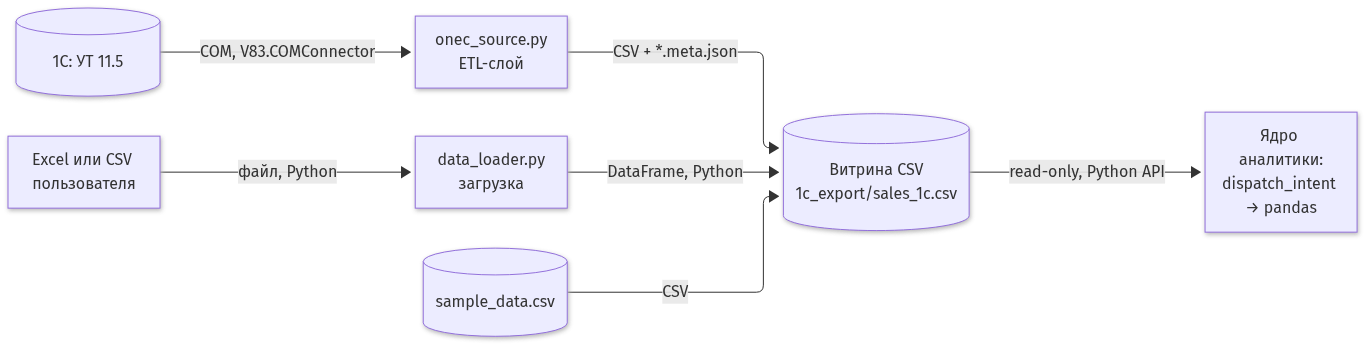 1С: УТ 11.5
COM, V83.COMConnector
onec_source.py
ETL-слой
CSV + *.meta.json
Excel или CSV
пользователя
файл, Python
data_loader.py
загрузка
DataFrame, Python
sample_data.csv
CSV
Витрина CSV
1c_export/sales_1c.csv
read-only, Python API
Ядро
аналитики:
dispatch_intent
→ pandas